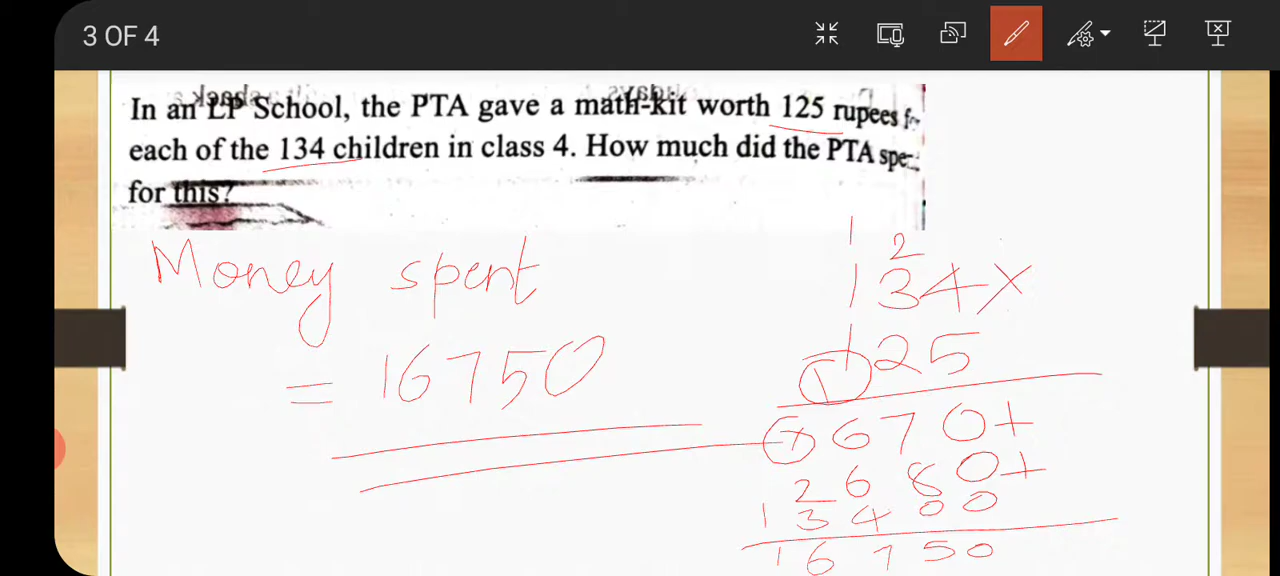 3 OF 4
In an LP School, the PTA gave a math-kit worth 125 rupees
each of the 134 children in class 4. How much did the PTA
for this?
Money spent
= 16750
1
2
134×
125
670+
2680+
13400
16750